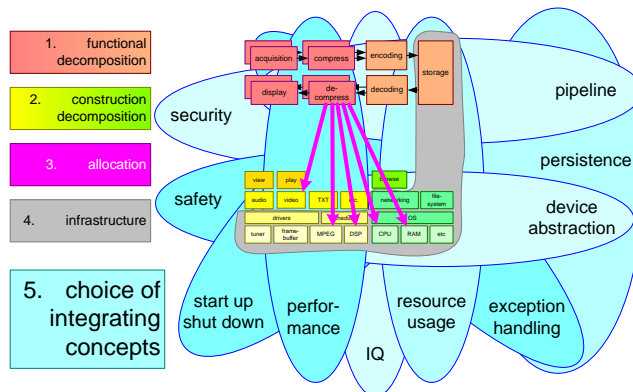 1. functional
decomposition
2. construction
decomposition
3. allocation
4. infrastructure
5. choice of
integrating
concepts
acquisition
compress
encoding
storage
display
de-
compress
decoding
security
pipeline
safety
persistence
device
abstraction
view
play
browse
audio
video
TXT
etc.
networking
file-
system
drivers
scheduler
OS
tuner
frame-
buffer
MPEG
DSP
CPU
RAM
etc
start up
shut down
perfor-
mance
IQ
resource
usage
exception
handling